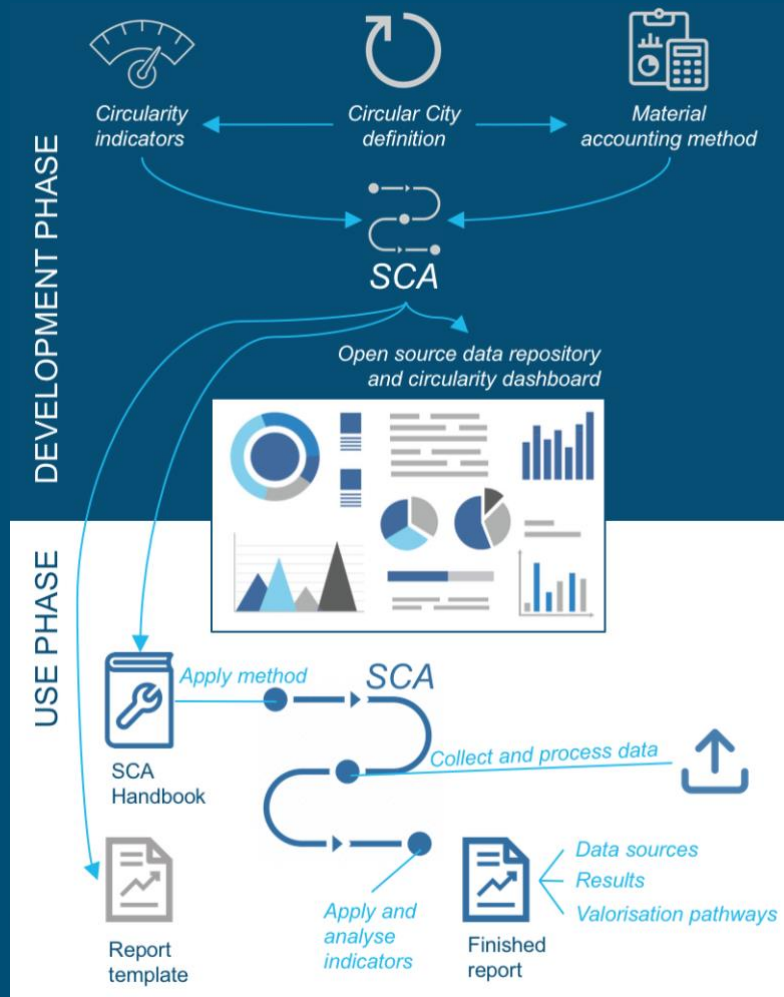 DEVELOPMENT PHASE
Circularity
indicators
Circular City
definition
Material
accounting method
SCA
Open source data repository
and circularity dashboard
USE PHASE
SCA
Apply method
SCA
Handbook
Collect and process data
Report
template
Apply and
analyse
indicators
Finished
report
Data sources
Results
Valorisation pathways